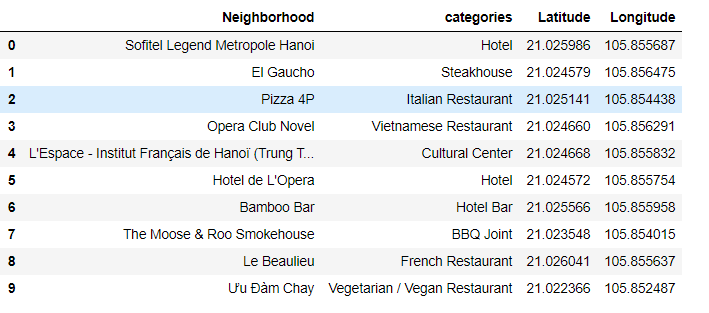 Neighborhood categories Latitude Longitude
0 Sofitel Legend Metropole Hanoi Hotel 21.025986 105.855687
1 El Gaucho Steakhouse 21.024579 105.856475
2 Pizza 4P Italian Restaurant 21.025141 105.854438
3 Opera Club Novel Vietnamese Restaurant 21.024660 105.856291
4 L'Espace - Institut Français de Hanoï (Trung T... Cultural Center 21.024668 105.855832
5 Hotel de L'Opera Hotel 21.024572 105.855754
6 Bamboo Bar Hotel Bar 21.025566 105.855958
7 The Moose & Roo Smokehouse BBQ Joint 21.023548 105.854015
8 Le Beaulieu French Restaurant 21.026041 105.855637
9 Ưu Đàm Chay Vegetarian / Vegan Restaurant 21.022366 105.852487